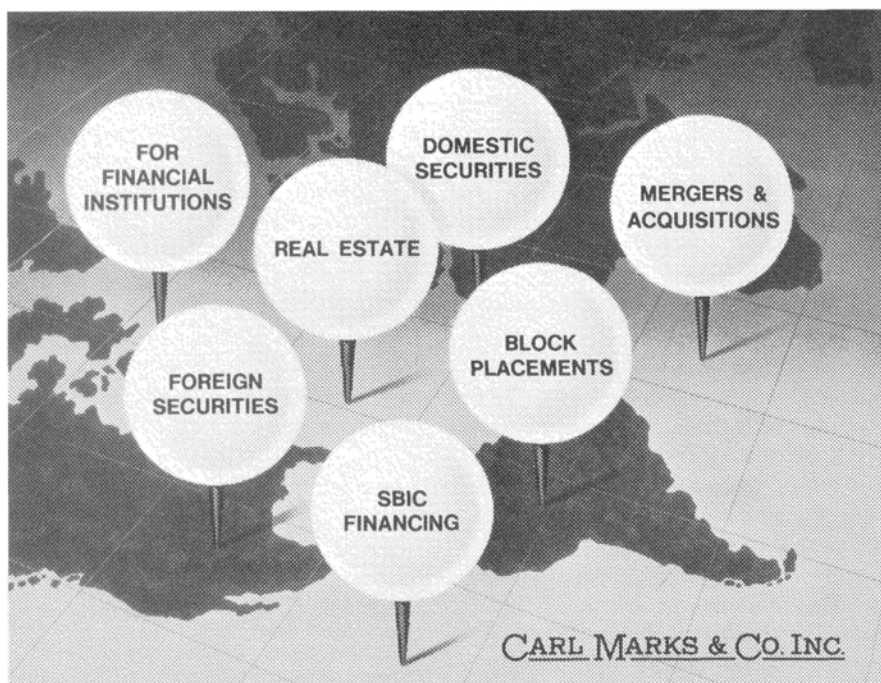 FOR
FINANCIAL
INSTITUTIONS
DOMESTIC
SECURITIES
MERGERS &
ACQUISITIONS
REAL ESTATE
BLOCK
PLACEMENTS
FOREIGN
SECURITIES
SBIC
FINANCING
CARL MARKS & CO. INC.